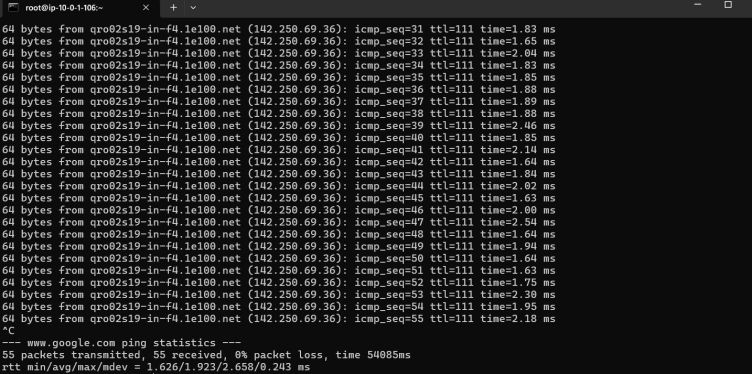 root@ip-10-0-1-106:~
64 bytes from qro02s19-in-f4.1e100.net (142.250.69.36): icmp_seq=31 ttl=111 time=1.83 ms
64 bytes from qro02s19-in-f4.1e100.net (142.250.69.36): icmp_seq=32 ttl=111 time=1.65 ms
64 bytes from qro02s19-in-f4.1e100.net (142.250.69.36): icmp_seq=33 ttl=111 time=2.04 ms
64 bytes from qro02s19-in-f4.1e100.net (142.250.69.36): icmp_seq=34 ttl=111 time=1.83 ms
64 bytes from qro02s19-in-f4.1e100.net (142.250.69.36): icmp_seq=35 ttl=111 time=1.85 ms
64 bytes from qro02s19-in-f4.1e100.net (142.250.69.36): icmp_seq=36 ttl=111 time=1.88 ms
64 bytes from qro02s19-in-f4.1e100.net (142.250.69.36): icmp_seq=37 ttl=111 time=1.89 ms
64 bytes from qro02s19-in-f4.1e100.net (142.250.69.36): icmp_seq=38 ttl=111 time=1.88 ms
64 bytes from qro02s19-in-f4.1e100.net (142.250.69.36): icmp_seq=39 ttl=111 time=2.46 ms
64 bytes from qro02s19-in-f4.1e100.net (142.250.69.36): icmp_seq=40 ttl=111 time=1.85 ms
64 bytes from qro02s19-in-f4.1e100.net (142.250.69.36): icmp_seq=41 ttl=111 time=2.14 ms
64 bytes from qro02s19-in-f4.1e100.net (142.250.69.36): icmp_seq=42 ttl=111 time=1.64 ms
64 bytes from qro02s19-in-f4.1e100.net (142.250.69.36): icmp_seq=43 ttl=111 time=1.84 ms
64 bytes from qro02s19-in-f4.1e100.net (142.250.69.36): icmp_seq=44 ttl=111 time=2.02 ms
64 bytes from qro02s19-in-f4.1e100.net (142.250.69.36): icmp_seq=45 ttl=111 time=1.63 ms
64 bytes from qro02s19-in-f4.1e100.net (142.250.69.36): icmp_seq=46 ttl=111 time=2.00 ms
64 bytes from qro02s19-in-f4.1e100.net (142.250.69.36): icmp_seq=47 ttl=111 time=2.54 ms
64 bytes from qro02s19-in-f4.1e100.net (142.250.69.36): icmp_seq=48 ttl=111 time=1.64 ms
64 bytes from qro02s19-in-f4.1e100.net (142.250.69.36): icmp_seq=49 ttl=111 time=1.94 ms
64 bytes from qro02s19-in-f4.1e100.net (142.250.69.36): icmp_seq=50 ttl=111 time=1.64 ms
64 bytes from qro02s19-in-f4.1e100.net (142.250.69.36): icmp_seq=51 ttl=111 time=1.63 ms
64 bytes from qro02s19-in-f4.1e100.net (142.250.69.36): icmp_seq=52 ttl=111 time=1.75 ms
64 bytes from qro02s19-in-f4.1e100.net (142.250.69.36): icmp_seq=53 ttl=111 time=2.30 ms
64 bytes from qro02s19-in-f4.1e100.net (142.250.69.36): icmp_seq=54 ttl=111 time=1.95 ms
64 bytes from qro02s19-in-f4.1e100.net (142.250.69.36): icmp_seq=55 ttl=111 time=2.18 ms
^C
--- www.google.com ping statistics ---
55 packets transmitted, 55 received, 0% packet loss, time 54085ms
rtt min/avg/max/mdev = 1.626/1.923/2.658/0.243 ms